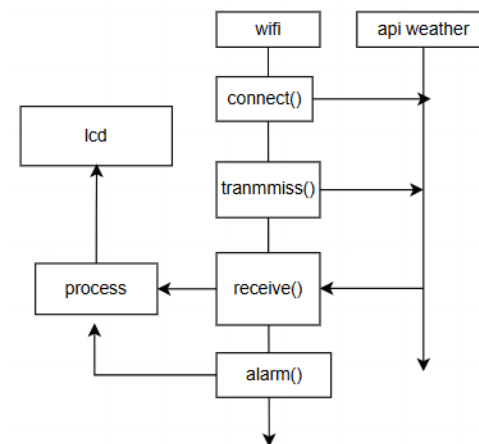 wifi
api weather
connect()
lcd
tranmmiss()
process
receive()
alarm()